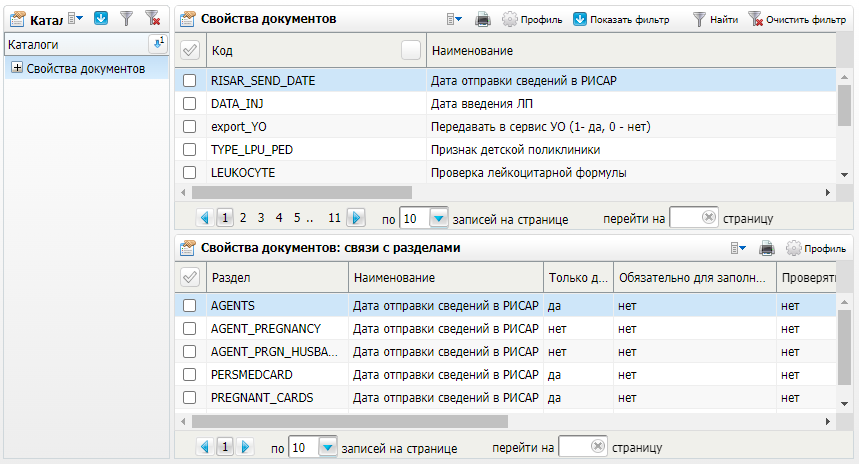 Катал
Каталоги
Свойства документов
Свойства документов Профиль Показать фильтр Найти Очистить фильтр
Код Наименование
RISAR_SEND_DATE Дата отправки сведений в РИСАР
DATA_INJ Дата введения ЛП
export_YO Передавать в сервис УО (1- да, 0 - нет)
TYPE_LPU_PED Признак детской поликлиники
LEUKOCYTE Проверка лейкоцитарной формулы
1 2 3 4 5 .. 11 по 10 записей на странице перейти на страницу
Свойства документов: связи с разделами Профиль
Раздел Наименование Только д... Обязательно для заполн... Проверять
AGENTS Дата отправки сведений в РИСАР да нет нет
AGENT_PREGNANCY Дата отправки сведений в РИСАР нет нет нет
AGENT_PRGN_HUSBA... Дата отправки сведений в РИСАР нет нет нет
PERSMEDCARD Дата отправки сведений в РИСАР да нет нет
PREGNANT_CARDS Дата отправки сведений в РИСАР да нет нет
1 по 10 записей на странице перейти на страницу